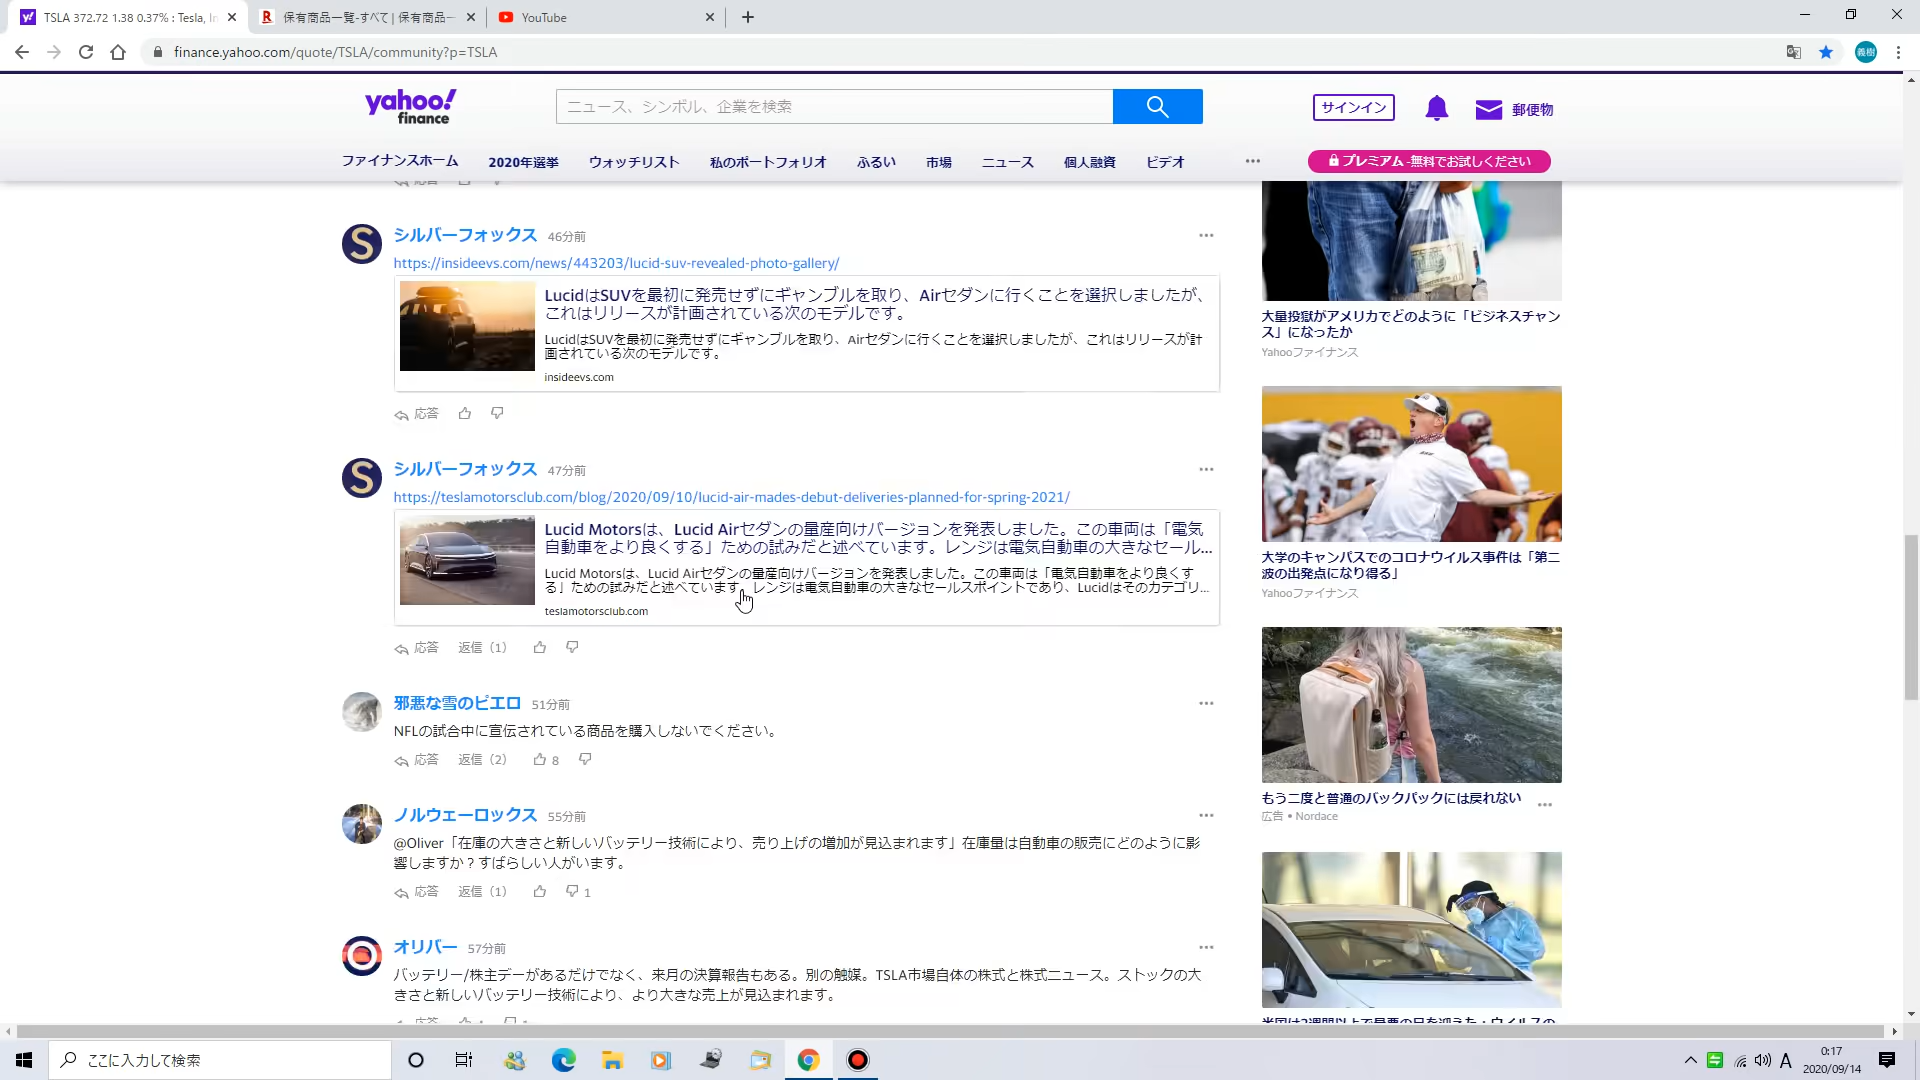 TSLA 372.72 1.38 0.37% : Tesla, In
保有商品一覧-すべて | 保有商品一
YouTube
finance.yahoo.com/quote/TSLA/community?p=TSLA
義樹
yahoo!
finance
ニュース、シンボル、企業を検索
サインイン
郵便物
ファイナンスホーム
2020年選挙
ウォッチリスト
私のポートフォリオ
ふるい
市場
ニュース
個人融資
ビデオ
プレミアム -無料でお試しください
応答
シルバーフォックス 46分前
https://insideevs.com/news/443203/lucid-suv-revealed-photo-gallery/
LucidはSUVを最初に発売せずにギャンブルを取り、Airセダンに行くことを選択しましたが、
これはリリースが計画されている次のモデルです。
LucidはSUVを最初に発売せずにギャンブルを取り、Airセダンに行くことを選択しましたが、これはリリースが計
画されている次のモデルです。
insideevs.com
応答
シルバーフォックス 47分前
https://teslamotorsclub.com/blog/2020/09/10/lucid-air-mades-debut-deliveries-planned-for-spring-2021/
Lucid Motorsは、Lucid Airセダンの量産向けバージョンを発表しました。この車両は「電気
自動車をより良くする」ための試みだと述べています。レンジは電気自動車の大きなセール...
Lucid Motorsは、Lucid Airセダンの量産向けバージョンを発表しました。この車両は「電気自動車をより良くす
る」ための試みだと述べています。レンジは電気自動車の大きなセールスポイントであり、Lucidはそのカテゴリ...
teslamotorsclub.com
応答 返信（1）
邪悪な雪のピエロ 51分前
NFLの試合中に宣伝されている商品を購入しないでください。
応答 返信（2） 8
ノルウェーロックス 55分前
@Oliver「在庫の大きさと新しいバッテリー技術により、売り上げの増加が見込まれます」在庫量は自動車の販売にどのように影
響しますか？すばらしい人がいます。
応答 返信（1） 1
オリバー 57分前
バッテリー/株主デーがあるだけでなく、来月の決算報告もある。別の触媒。TSLA市場自体の株式と株式ニュース。ストックの大
きさと新しいバッテリー技術により、より大きな売上が見込まれます。
大量投獄がアメリカでどのように「ビジネスチャン
ス」になったか
Yahooファイナンス
大学のキャンパスでのコロナウイルス事件は「第二
波の出発点になり得る」
Yahooファイナンス
もう二度と普通のバックパックには戻れない
広告 • Nordace
ここに入力して検索
A
0:17
2020/09/14